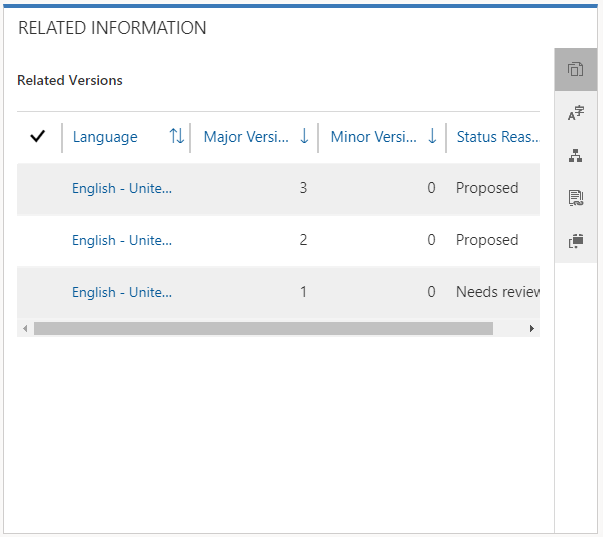 RELATED INFORMATION
Related Versions
Language Major Versi... Minor Versi... Status Reas...
English - Unite... 3 0 Proposed
English - Unite... 2 0 Proposed
English - Unite... 1 0 Needs review